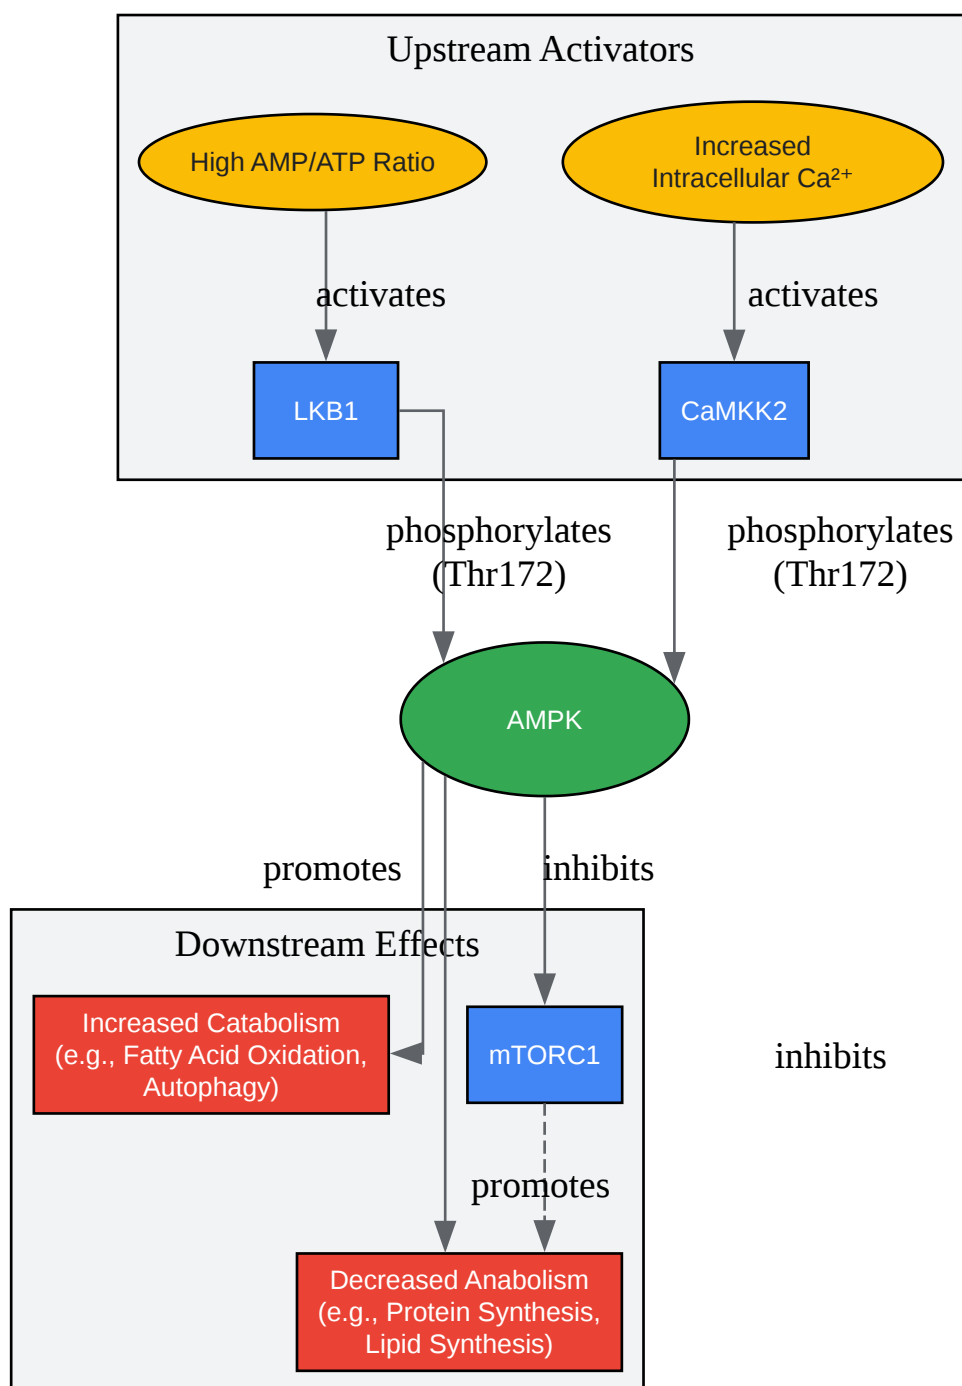 Upstream Activators
High AMP/ATP Ratio
Increased
Intracellular Ca²⁺
activates
activates
LKB1
CaMKK2
phosphorylates
(Thr172)
phosphorylates
(Thr172)
AMPK
promotes
inhibits
Downstream Effects
Increased Catabolism
(e.g., Fatty Acid Oxidation,
Autophagy)
mTORC1
inhibits
promotes
Decreased Anabolism
(e.g., Protein Synthesis,
Lipid Synthesis)